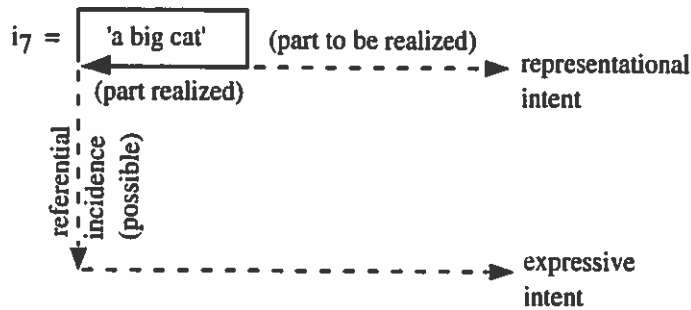 i7 = 'a big cat' (part to be realized)
representational
intent
(part realized)
referential
incidence
(possible)
expressive
intent